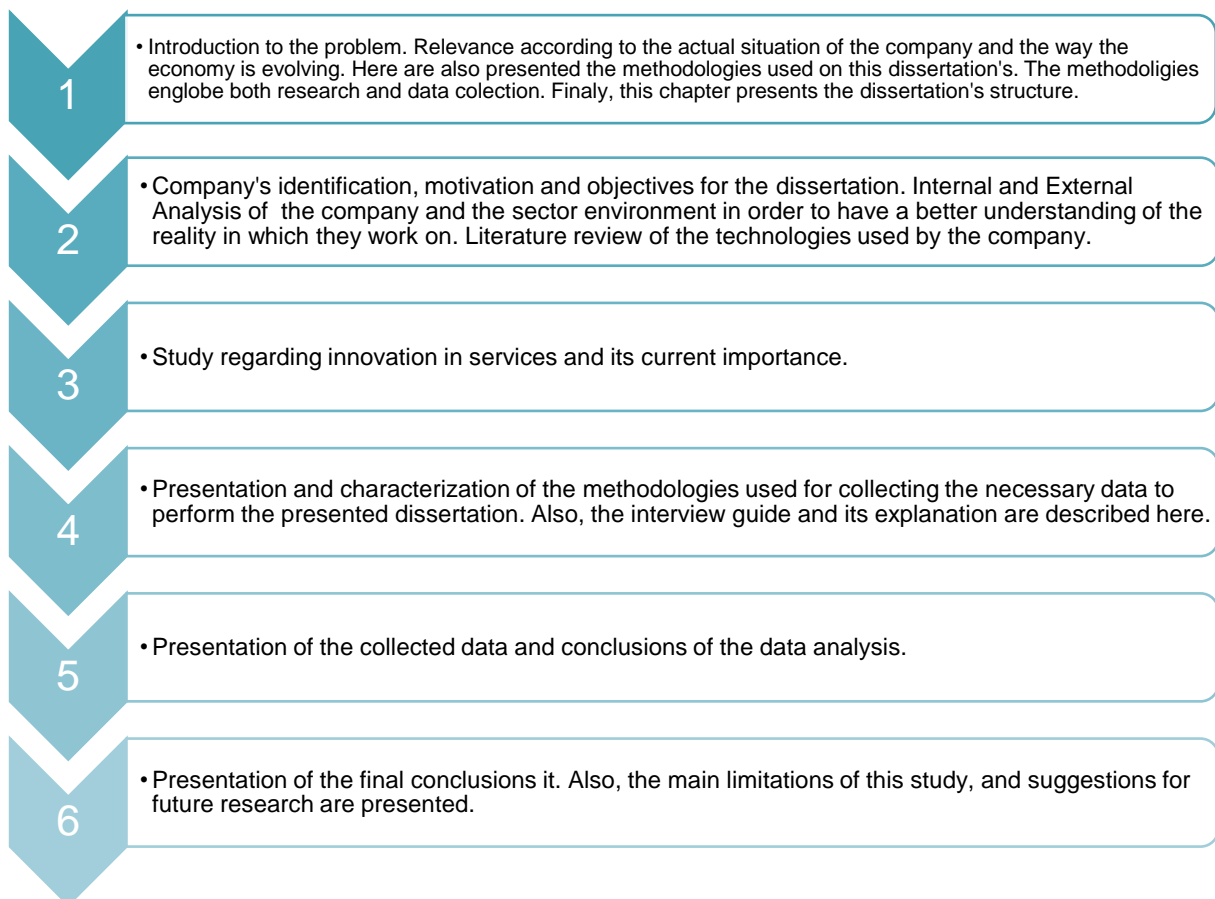 1
• Introduction to the problem. Relevance according to the actual situation of the company and the way the
economy is evolving. Here are also presented the methodologies used on this dissertation's. The methodoligies
englobe both research and data colection. Finaly, this chapter presents the dissertation's structure.
2
• Company's identification, motivation and objectives for the dissertation. Internal and External
Analysis of the company and the sector environment in order to have a better understanding of the
reality in which they work on. Literature review of the technologies used by the company.
3
• Study regarding innovation in services and its current importance.
4
• Presentation and characterization of the methodologies used for collecting the necessary data to
perform the presented dissertation. Also, the interview guide and its explanation are described here.
5
• Presentation of the collected data and conclusions of the data analysis.
6
• Presentation of the final conclusions it. Also, the main limitations of this study, and suggestions for
future research are presented.